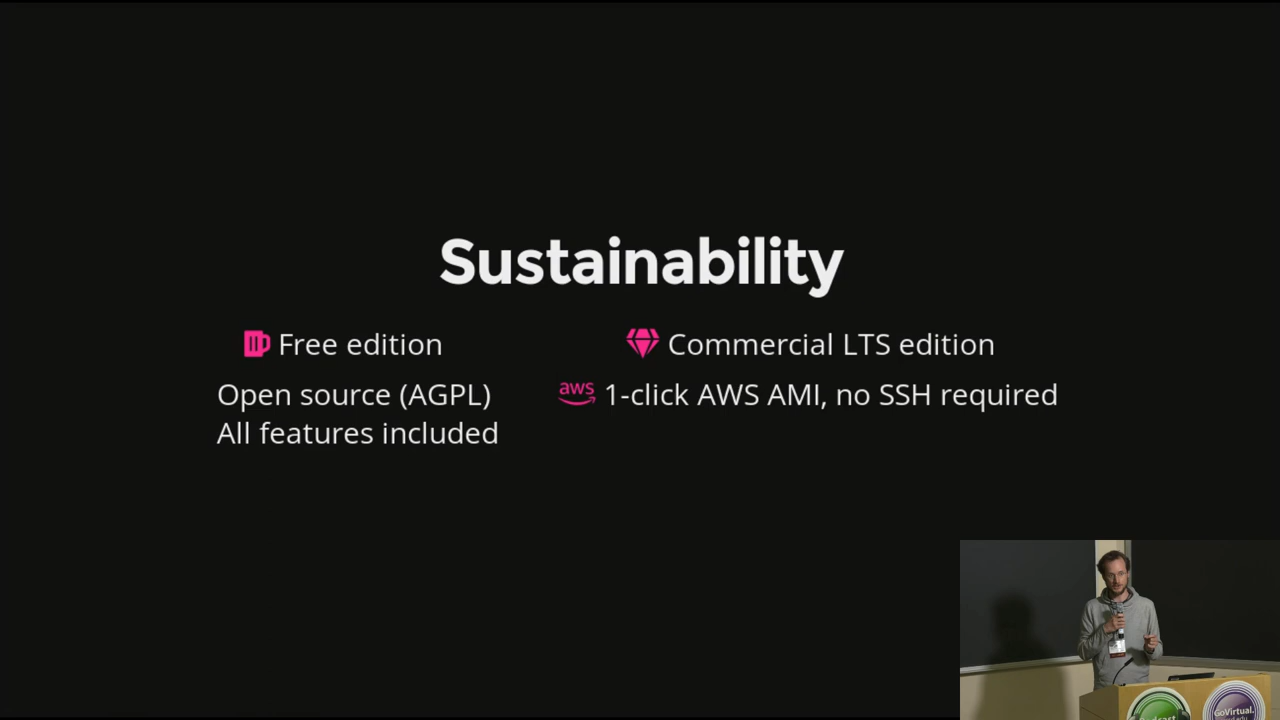 Sustainability
Free edition
Open source (AGPL)
All features included
Commercial LTS edition
aws 1-click AWS AMI, no SSH required
GoVirtual.